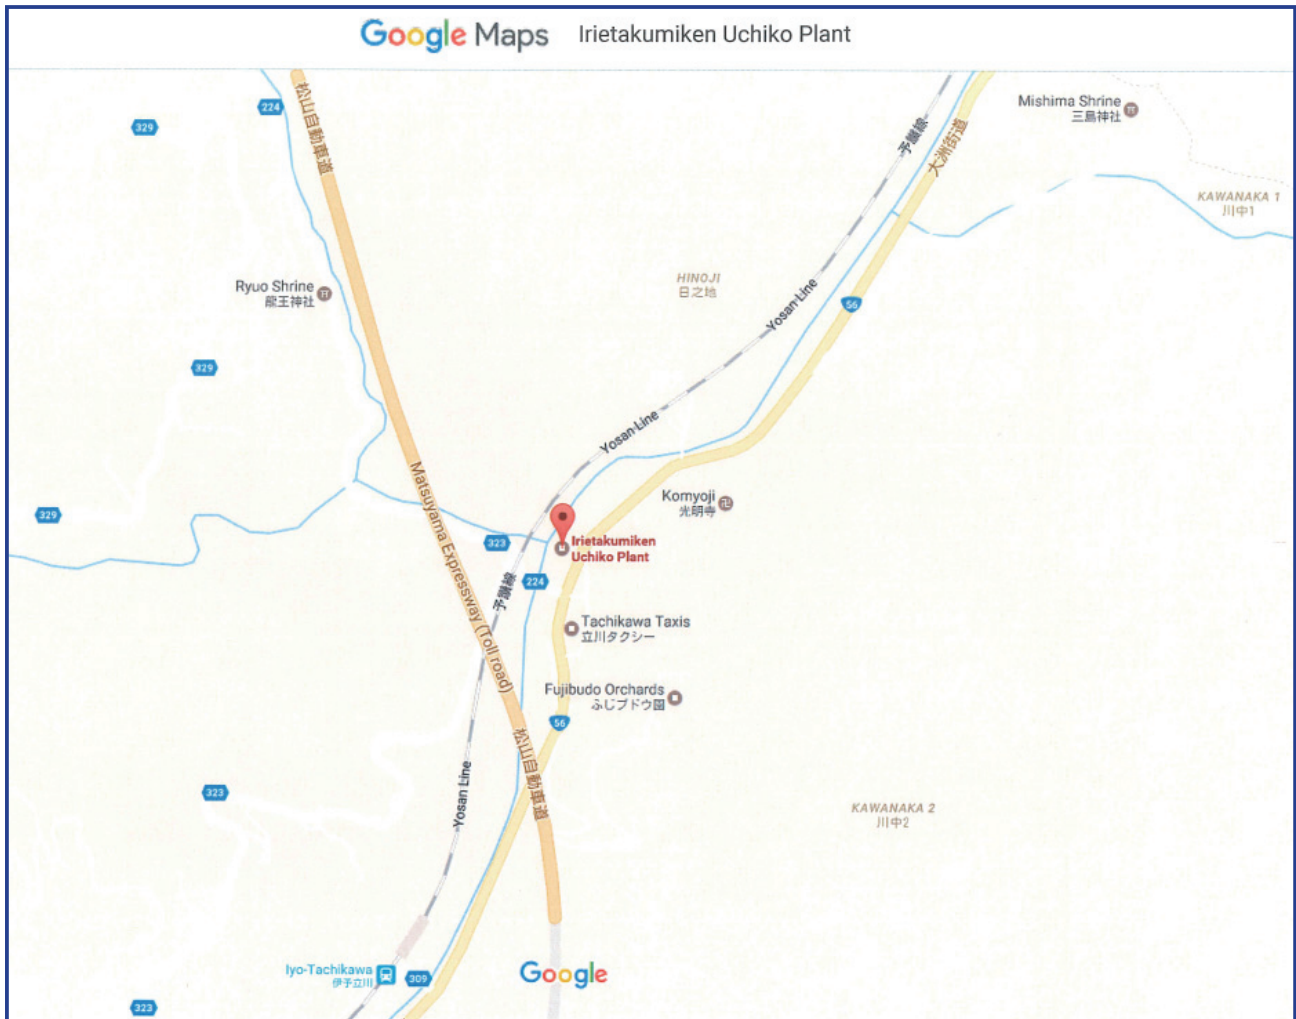 Google Maps Irietakumiken Uchiko Plant
224
松山自動車道
329
Mishima Shrine
三島神社
予讃線
大洲街道
KAWANAKA 1
川中1
HINOJI
日之地
Ryuo Shrine
龍王神社
Yosan Line
56
329
Yosan Line
Matsuyama Expressway (Toll road)
Komyoji
光明寺
329
323
Irietakumiken
Uchiko Plant
224
予讃線
Tachikawa Taxis
立川タクシー
Fujibudo Orchards
ふじブドウ園
56
松山自動車道
Yosan Line
323
KAWANAKA 2
川中2
Iyo-Tachikawa
伊予立川
309
Google
323